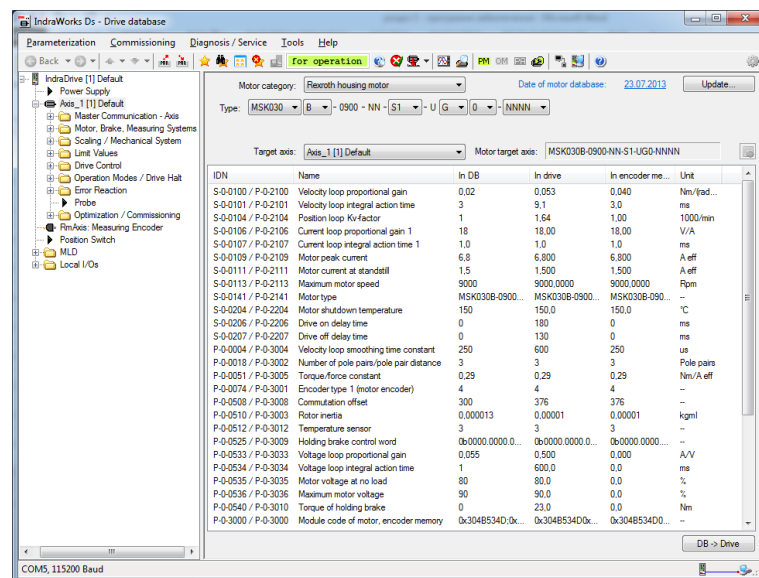 IndraWorks Ds - Drive database
Parameterization Commissioning Diagnosis / Service Tools Help
Back for operation PM OM
IndraDrive [1] Default
Power Supply
Axis_1 [1] Default
Master Communication - Axis
Motor, Brake, Measuring Systems
Scaling / Mechanical System
Limit Values
Drive Control
Operation Modes / Drive Halt
Error Reaction
Probe
Optimization / Commissioning
RmAxis: Measuring Encoder
Position Switch
MLD
Local I/Os
Motor category: Rexroth housing motor Date of motor database: 23.07.2013 Update...
Type: MSK030 B - 0900 - NN - S1 - U G 0 - NNNN
Target axis: Axis_1 [1] Default Motor target axis: MSK030B-0900-NN-S1-UG0-NNNN
IDN Name In DB In drive In encoder me... Unit
S-0-0100 / P-0-2100 Velocity loop proportional gain 0,02 0,053 0,040 Nm/(rad...
S-0-0101 / P-0-2101 Velocity loop integral action time 3 9,1 3,0 ms
S-0-0104 / P-0-2104 Position loop Kv-factor 1 1,64 1,00 1000/min
S-0-0106 / P-0-2106 Current loop proportional gain 1 18 18,00 18,00 V/A
S-0-0107 / P-0-2107 Current loop integral action time 1 1,0 1,0 1,0 ms
S-0-0109 / P-0-2109 Motor peak current 6,8 6,800 6,800 A eff
S-0-0111 / P-0-2111 Motor current at standstill 1,5 1,500 1,500 A eff
S-0-0113 / P-0-2113 Maximum motor speed 9000 9000,0000 9000,0000 Rpm
S-0-0141 / P-0-2141 Motor type MSK030B-0900... MSK030B-0900... MSK030B-090... --
S-0-0204 / P-0-2204 Motor shutdown temperature 150 150,0 150,0 °C
S-0-0206 / P-0-2206 Drive on delay time 0 180 0 ms
S-0-0207 / P-0-2207 Drive off delay time 0 130 0 ms
P-0-0004 / P-0-3004 Velocity loop smoothing time constant 250 600 250 us
P-0-0018 / P-0-3002 Number of pole pairs/pole pair distance 3 3 3 Pole pairs
P-0-0051 / P-0-3005 Torque/force constant 0,29 0,29 0,29 Nm/A eff
P-0-0074 / P-0-3001 Encoder type 1 (motor encoder) 4 4 4 --
P-0-0508 / P-0-3008 Commutation offset 300 376 376 --
P-0-0510 / P-0-3003 Rotor inertia 0,000013 0,00001 0,00001 kgml
P-0-0512 / P-0-3012 Temperature sensor 3 3 3 --
P-0-0525 / P-0-3009 Holding brake control word 0b0000.0000.0... 0b0000.0000.0... 0b0000.0000.... --
P-0-0533 / P-0-3033 Voltage loop proportional gain 0,055 0,500 0,000 A/V
P-0-0534 / P-0-3034 Voltage loop integral action time 1 600,0 0,0 ms
P-0-0535 / P-0-3035 Motor voltage at no load 80 80,0 0,0 %
P-0-0536 / P-0-3036 Maximum motor voltage 90 90,0 0,0 %
P-0-0540 / P-0-3010 Torque of holding brake 0 23,0 0,0 Nm
P-0-3000 / P-0-3000 Module code of motor, encoder memory 0x304B534D;0x... 0x304B534D0x... 0x304B534D0... --
DB -> Drive
COM5, 115200 Baud